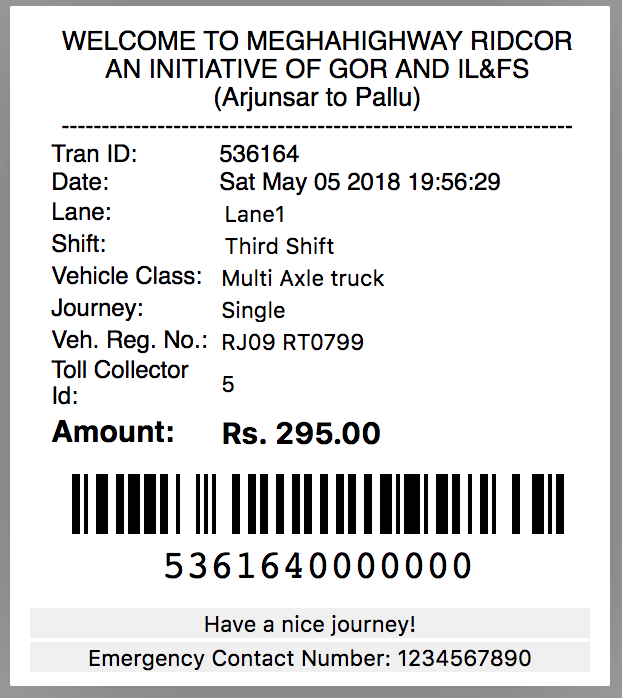 WELCOME TO MEGHAHIGHWAY RIDCOR
AN INITIATIVE OF GOR AND IL&FS
(Arjunsar to Pallu)
----------------------------------------------------------------
Tran ID: 536164
Date: Sat May 05 2018 19:56:29
Lane: Lane1
Shift: Third Shift
Vehicle Class: Multi Axle truck
Journey: Single
Veh. Reg. No.: RJ09 RT0799
Toll Collector
Id: 5
Amount: Rs. 295.00
5361640000000
Have a nice journey!
Emergency Contact Number: 1234567890